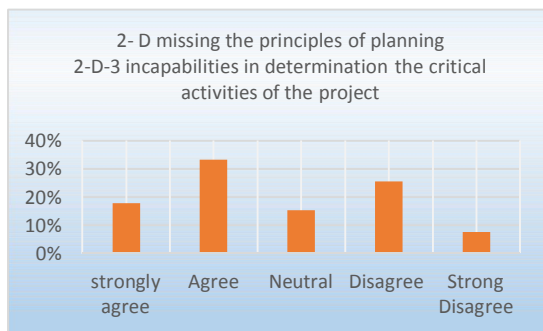 2- D missing the principles of planning
2-D-3 incapabilities in determination the critical
activities of the project
40%
30%
20%
10%
0%
strongly agree
Agree
Neutral
Disagree
Strong Disagree